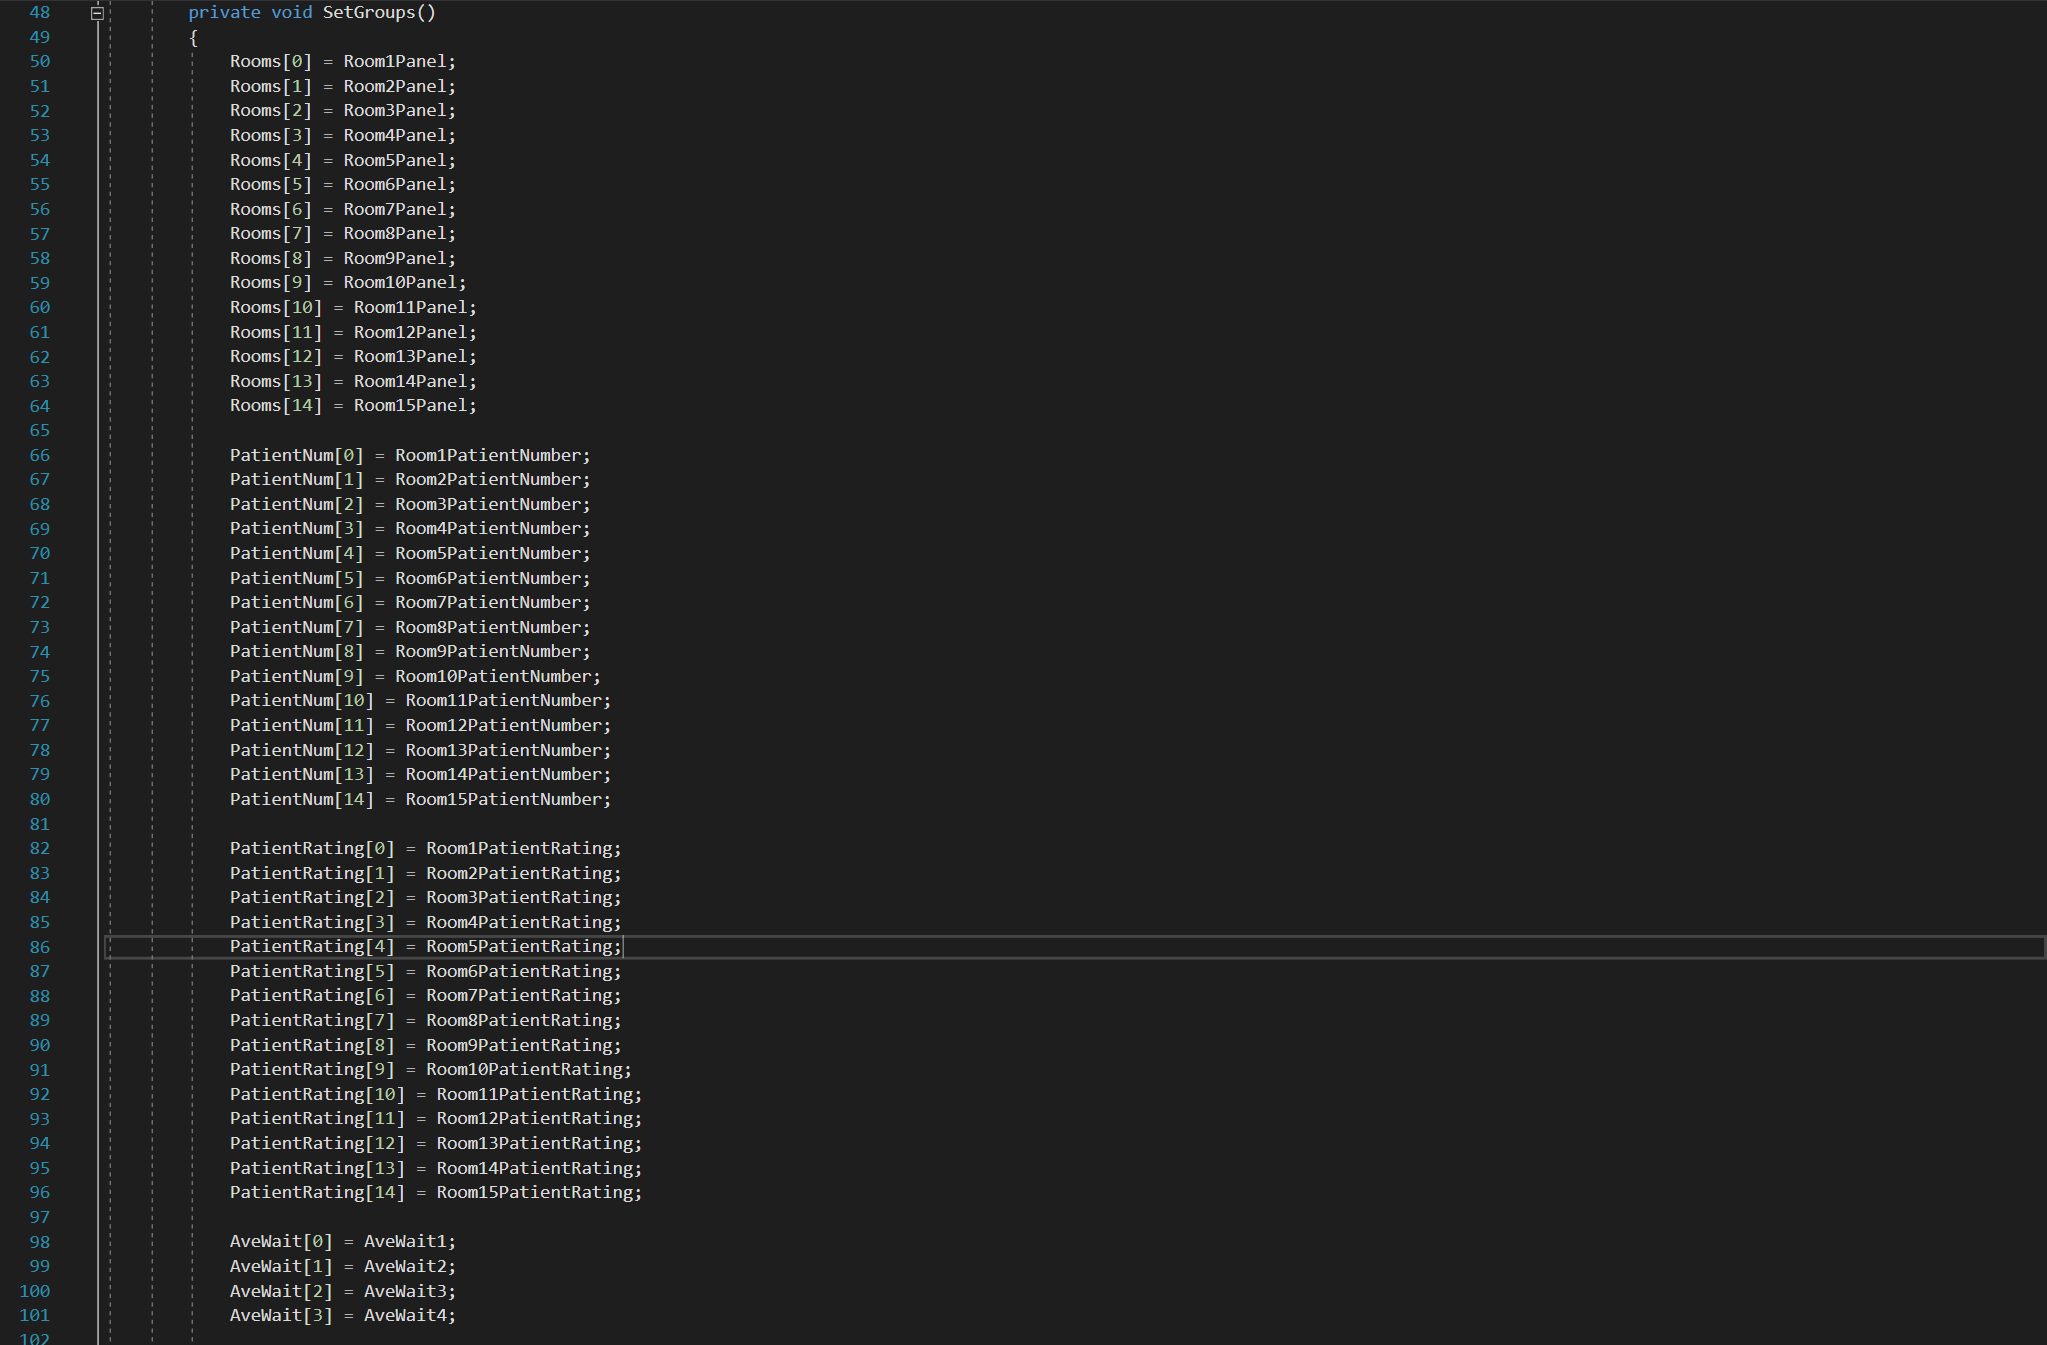 48 private void SetGroups()
49 {
50 Rooms[0] = Room1Panel;
51 Rooms[1] = Room2Panel;
52 Rooms[2] = Room3Panel;
53 Rooms[3] = Room4Panel;
54 Rooms[4] = Room5Panel;
55 Rooms[5] = Room6Panel;
56 Rooms[6] = Room7Panel;
57 Rooms[7] = Room8Panel;
58 Rooms[8] = Room9Panel;
59 Rooms[9] = Room10Panel;
60 Rooms[10] = Room11Panel;
61 Rooms[11] = Room12Panel;
62 Rooms[12] = Room13Panel;
63 Rooms[13] = Room14Panel;
64 Rooms[14] = Room15Panel;
65
66 PatientNum[0] = Room1PatientNumber;
67 PatientNum[1] = Room2PatientNumber;
68 PatientNum[2] = Room3PatientNumber;
69 PatientNum[3] = Room4PatientNumber;
70 PatientNum[4] = Room5PatientNumber;
71 PatientNum[5] = Room6PatientNumber;
72 PatientNum[6] = Room7PatientNumber;
73 PatientNum[7] = Room8PatientNumber;
74 PatientNum[8] = Room9PatientNumber;
75 PatientNum[9] = Room10PatientNumber;
76 PatientNum[10] = Room11PatientNumber;
77 PatientNum[11] = Room12PatientNumber;
78 PatientNum[12] = Room13PatientNumber;
79 PatientNum[13] = Room14PatientNumber;
80 PatientNum[14] = Room15PatientNumber;
81
82 PatientRating[0] = Room1PatientRating;
83 PatientRating[1] = Room2PatientRating;
84 PatientRating[2] = Room3PatientRating;
85 PatientRating[3] = Room4PatientRating;
86 PatientRating[4] = Room5PatientRating;
87 PatientRating[5] = Room6PatientRating;
88 PatientRating[6] = Room7PatientRating;
89 PatientRating[7] = Room8PatientRating;
90 PatientRating[8] = Room9PatientRating;
91 PatientRating[9] = Room10PatientRating;
92 PatientRating[10] = Room11PatientRating;
93 PatientRating[11] = Room12PatientRating;
94 PatientRating[12] = Room13PatientRating;
95 PatientRating[13] = Room14PatientRating;
96 PatientRating[14] = Room15PatientRating;
97
98 AveWait[0] = AveWait1;
99 AveWait[1] = AveWait2;
100 AveWait[2] = AveWait3;
101 AveWait[3] = AveWait4;
102